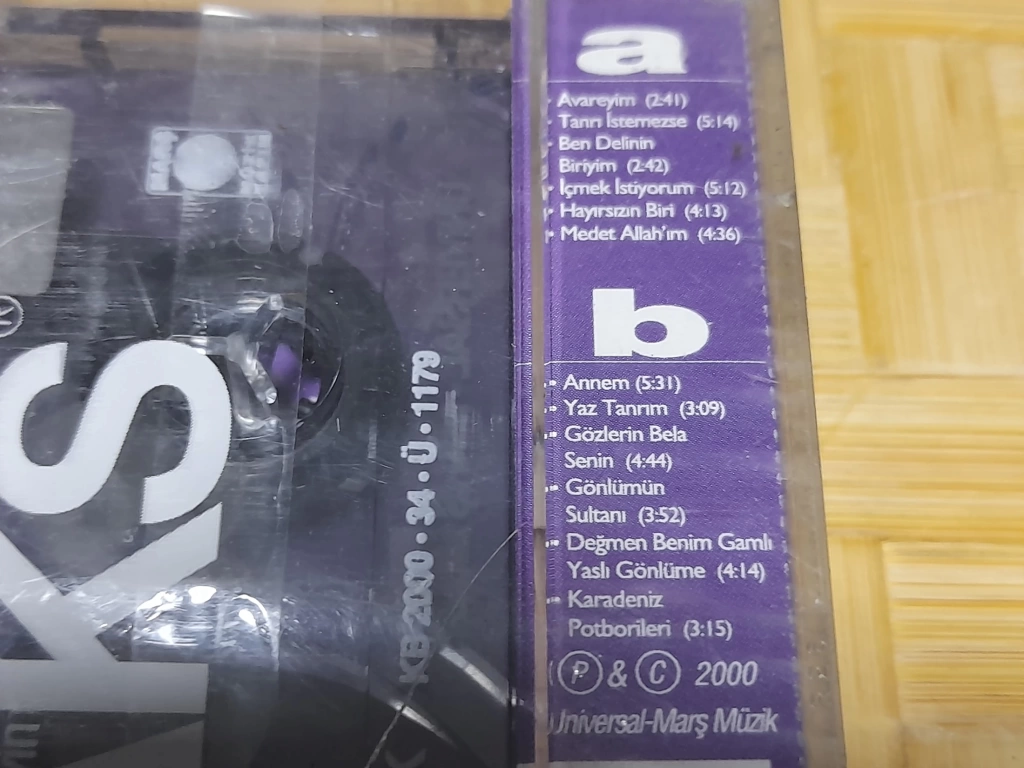 a
Avareyim (2:41)
Tanrı İstemezse (5:14)
Ben Delinin
Biriyim (2:42)
İçmek İstiyorum (5:12)
Hayırsızın Biri (4:13)
Medet Allah'ım (4:36)
b
Annem (5:31)
Yaz Tanrım (3:09)
Gözlerin Bela
Senin (4:44)
Gönlümün
Sultanı (3:52)
Değmen Benim Gamlı
Yaslı Gönlüme (4:14)
Karadeniz
Potborileri (3:15)
Ⓟ & © 2000
Universal-Marş Müzik
KB 2000 • 34 • Ü • 1179
KS